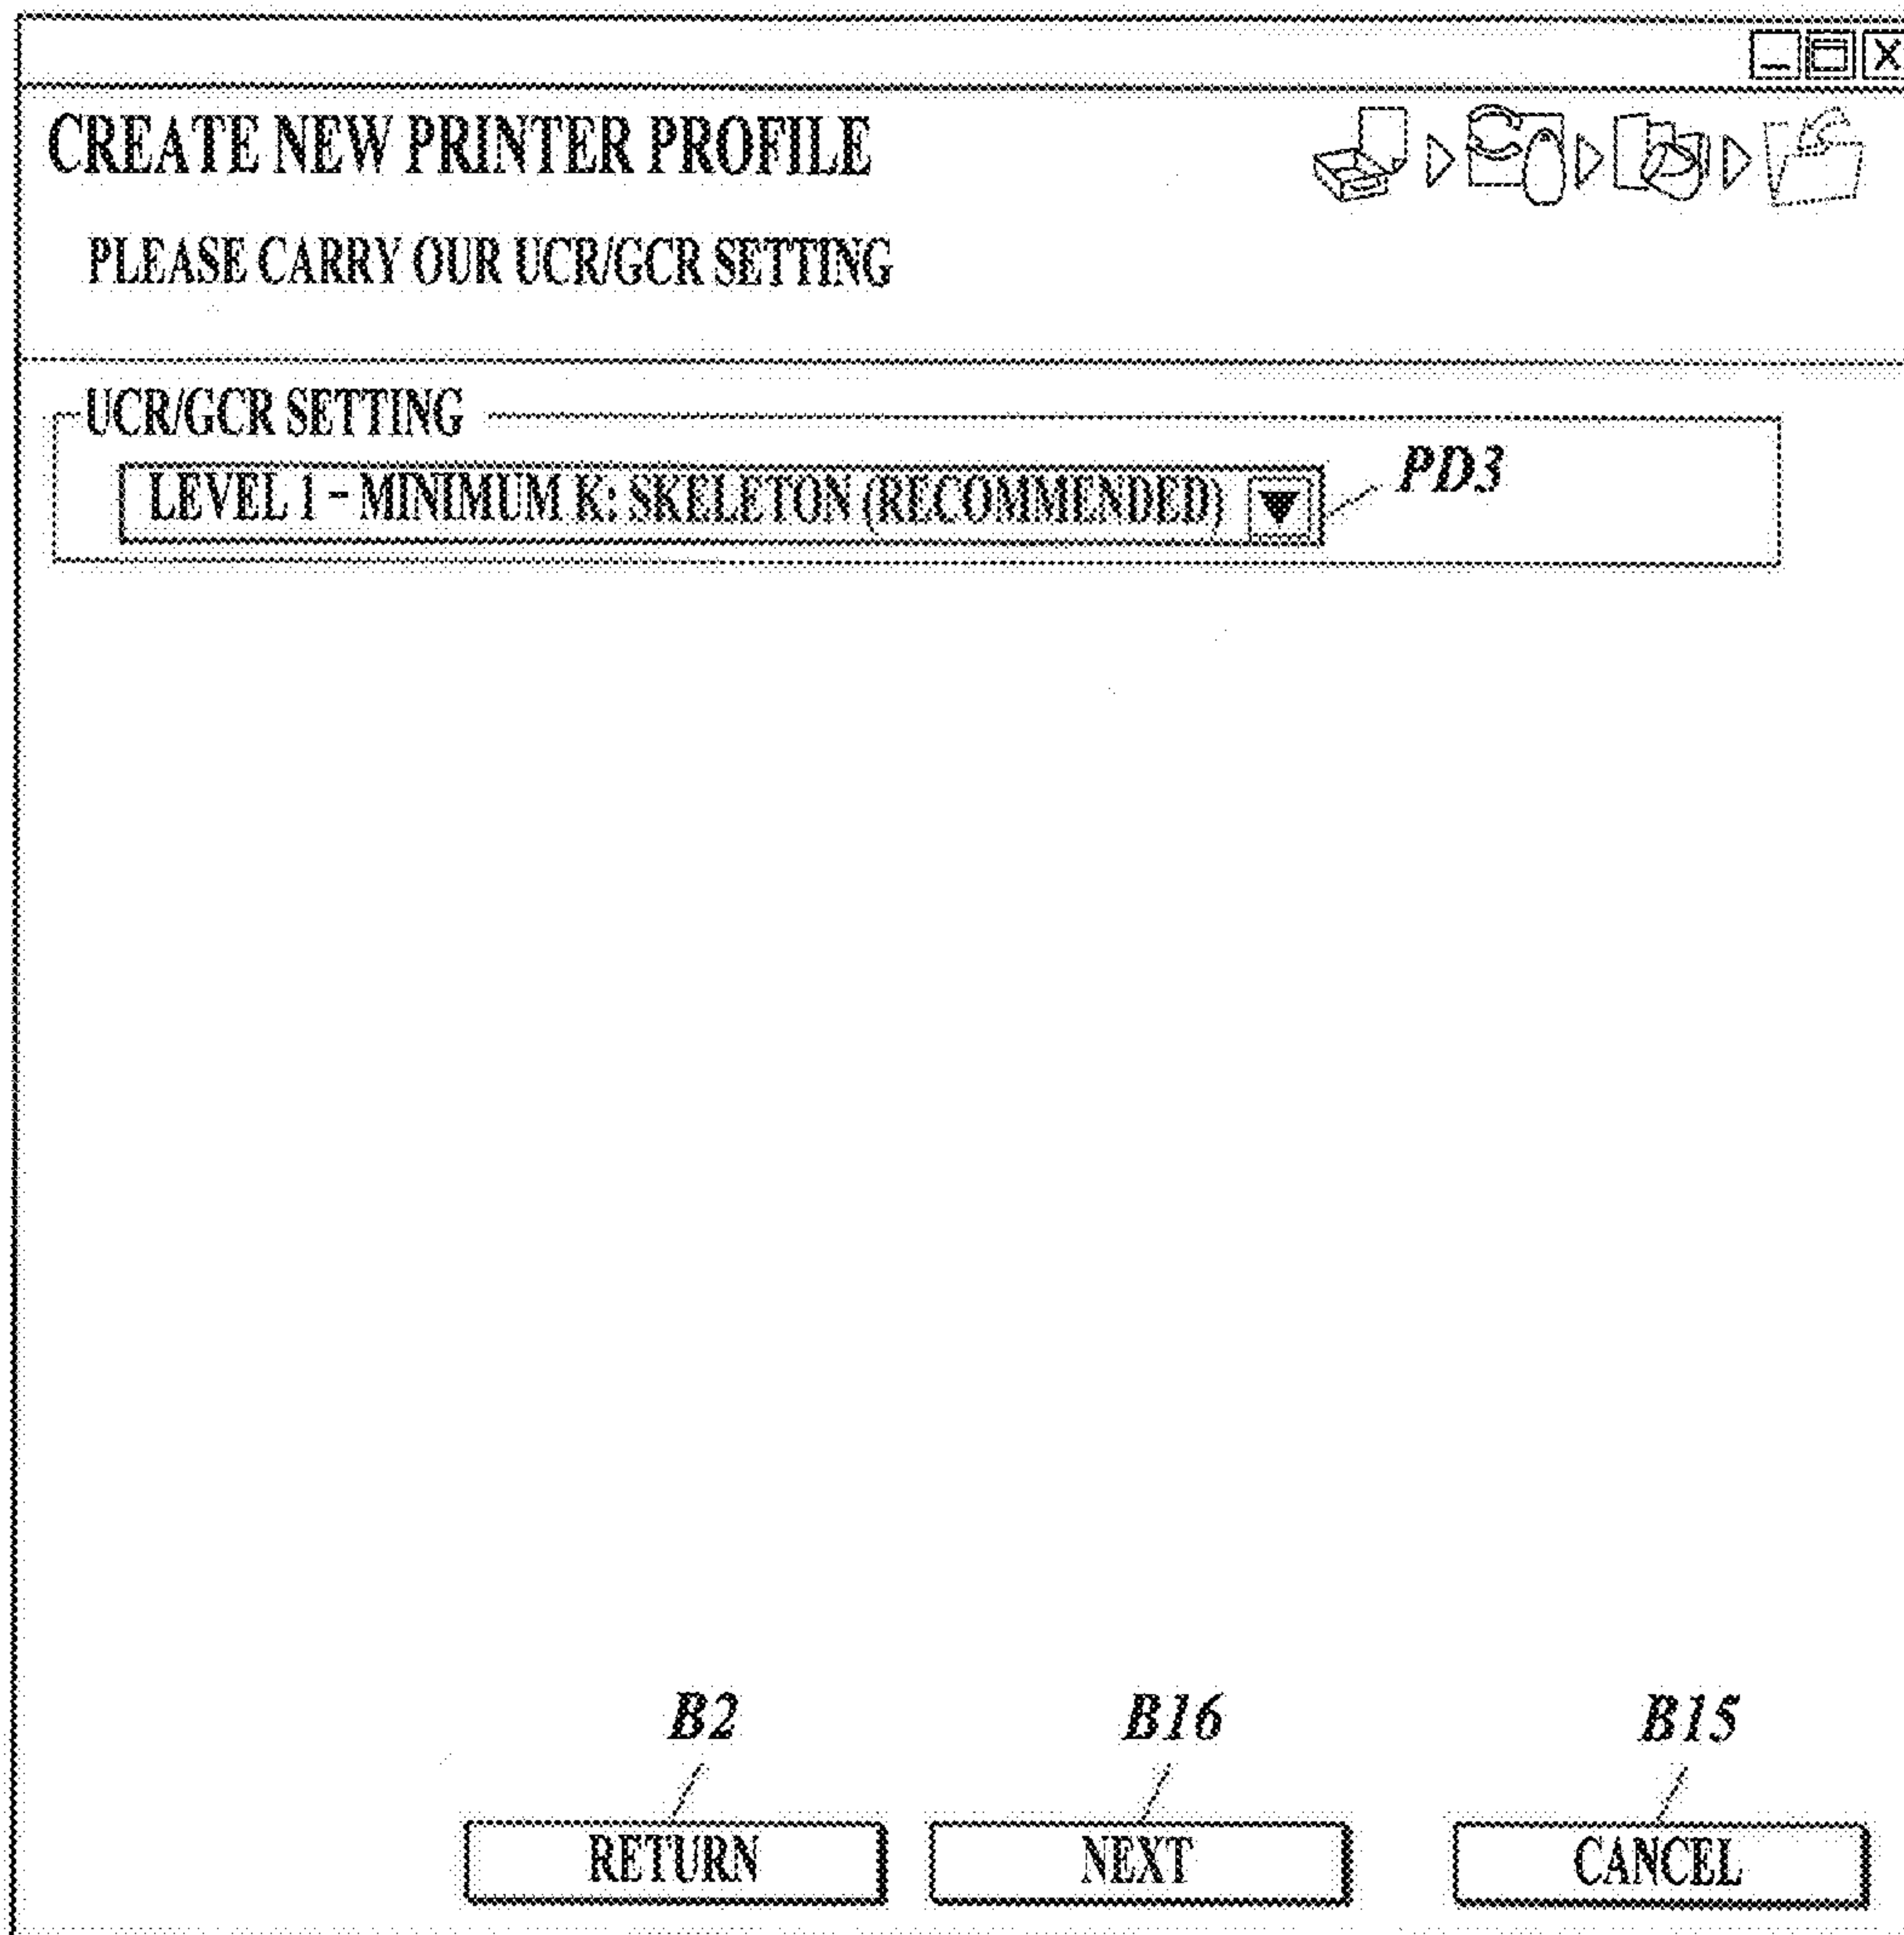 CREATE NEW PRINTER PROFILE
PLEASE CARRY OUR UCR/GCR SETTING
UCR/GCR SETTING
LEVEL 1 - MINIMUM K: SKELETON (RECOMMENDED)
PD3
B2 B16 B15
RETURN NEXT CANCEL